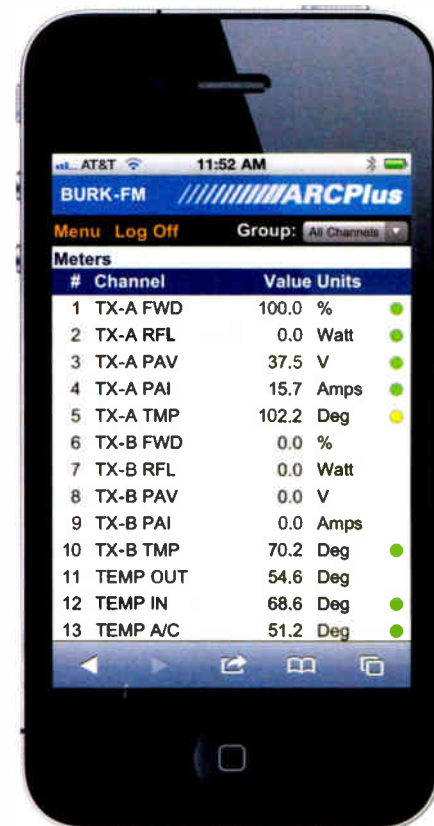 AT&T 11:52 AM
BURK-FM ARCPlus
Menu Log Off Group: All Channels
Meters
# Channel Value Units
1 TX-A FWD 100.0 %
2 TX-A RFL 0.0 Watt
3 TX-A PAV 37.5 V
4 TX-A PAI 15.7 Amps
5 TX-A TMP 102.2 Deg
6 TX-B FWD 0.0 %
7 TX-B RFL 0.0 Watt
8 TX-B PAV 0.0 V
9 TX-B PAI 0.0 Amps
10 TX-B TMP 70.2 Deg
11 TEMP OUT 54.6 Deg
12 TEMP IN 68.6 Deg
13 TEMP A/C 51.2 Deg